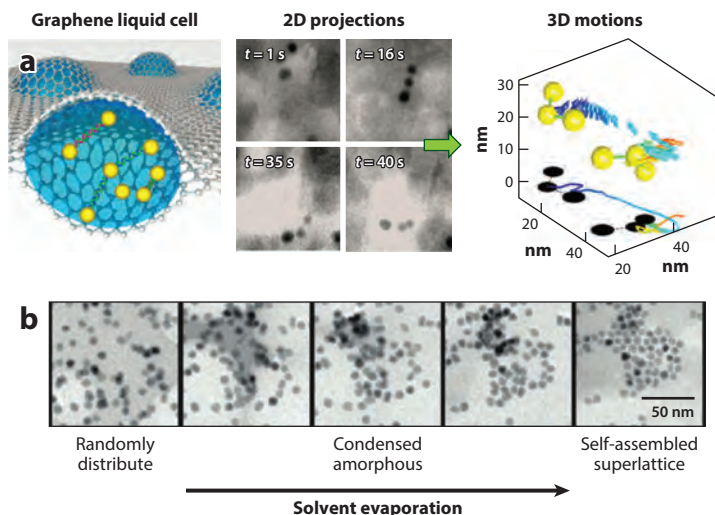 Graphene liquid cell
2D projections
3D motions
a
t = 1 s
t = 16 s
t = 35 s
t = 40 s
30
20
10
0
nm
20
nm
40
20
nm
40
b
50 nm
Randomly
distribute
Condensed
amorphous
Self-assembled
superlattice
Solvent evaporation